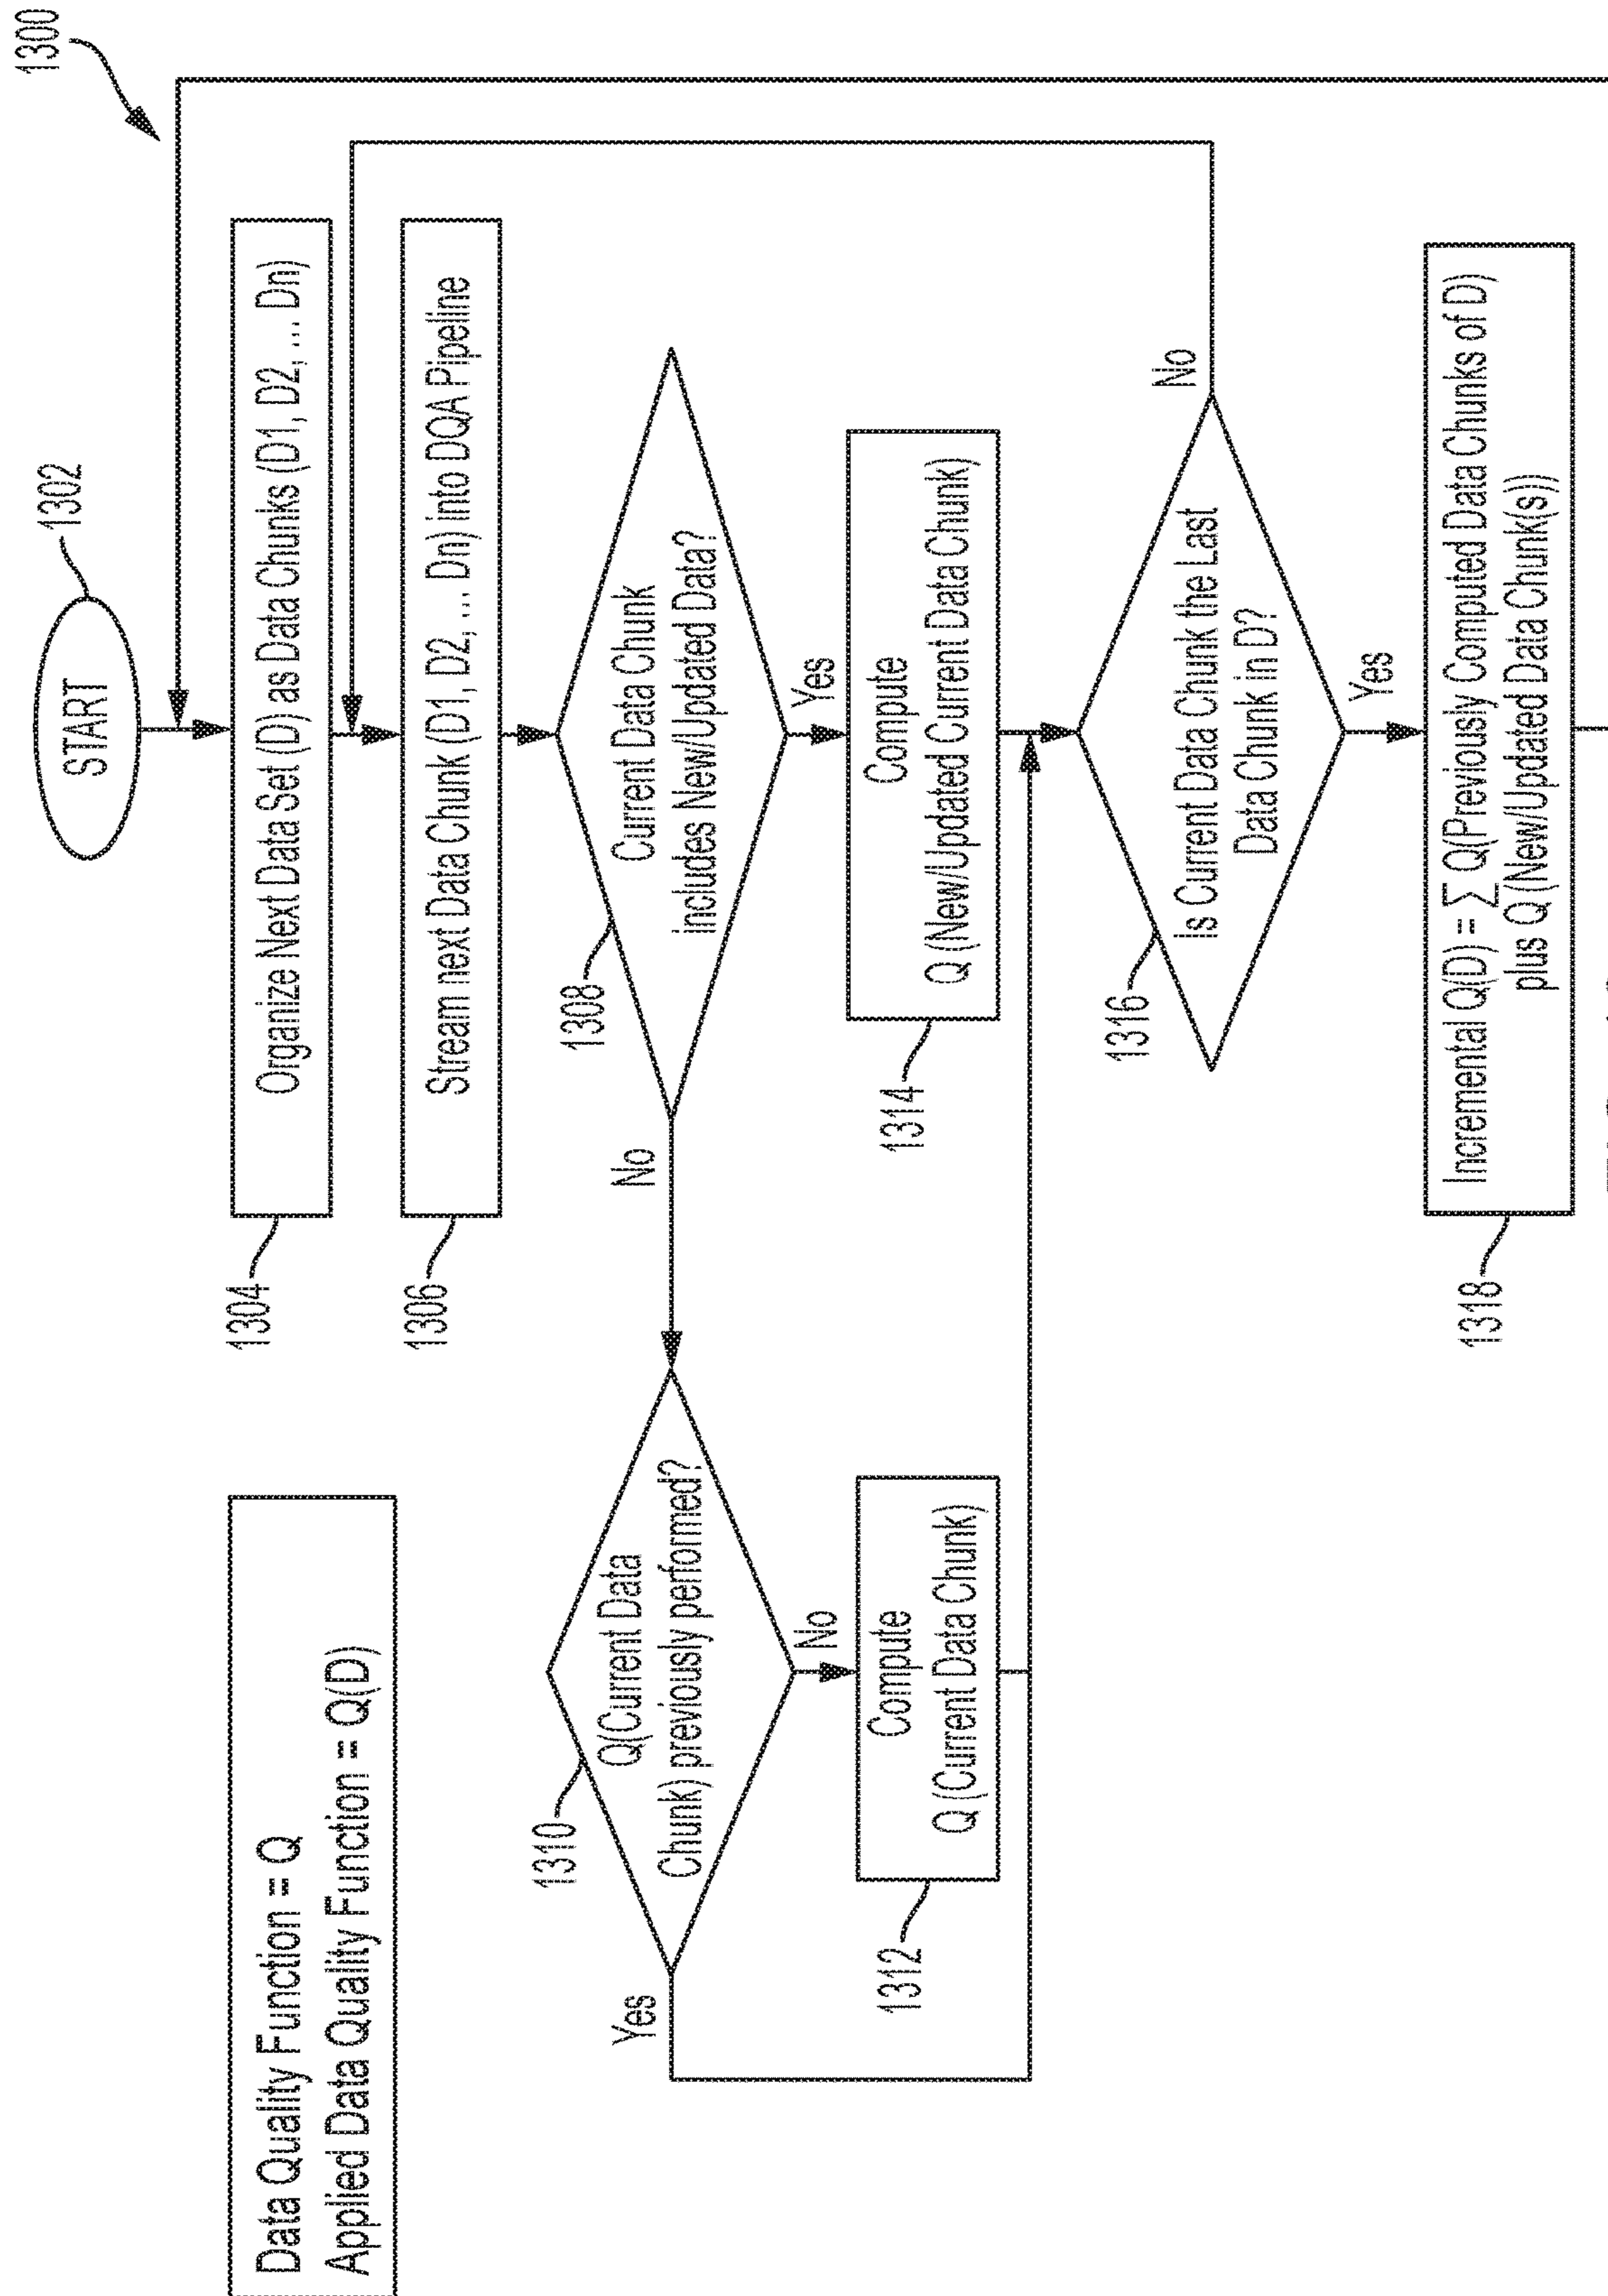 1300
START
1302
Data Quality Function = Q
Applied Data Quality Function = Q(D)
1304
Organize Next Data Set (D) as Data Chunks (D1, D2, ... Dn)
1306
Stream next Data Chunk (D1, D2, ... Dn) into DQA Pipeline
1308
Current Data Chunk
includes New/Updated Data?
No
Yes
1310
Q(Current Data
Chunk) previously performed?
Yes
No
1312
Compute
Q (Current Data Chunk)
1314
Compute
Q (New/Updated Current Data Chunk)
1316
Is Current Data Chunk the Last
Data Chunk in D?
No
Yes
1318
Incremental Q(D) = ∑ Q(Previously Computed Data Chunks of D)
plus Q (New/Updated Data Chunk(s))